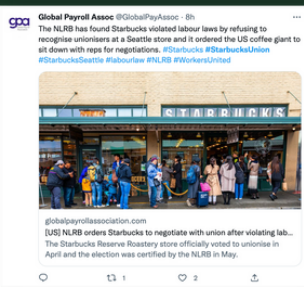 gpa
Global Payroll Assoc @GlobalPayAssoc · 8h
The NLRB has found Starbucks violated labour laws by refusing to
recognise unionisers at a Seattle store and it ordered the US coffee giant to
sit down with reps for negotiations. #Starbucks #StarbucksUnion
#StarbucksSeattle #labourlaw #NLRB #WorkersUnited
STARBUCKS
globalpayrollassociation.com
[US] NLRB orders Starbucks to negotiate with union after violating lab...
The Starbucks Reserve Roastery store officially voted to unionise in
April and the election was certified by the NLRB in May.
1
2